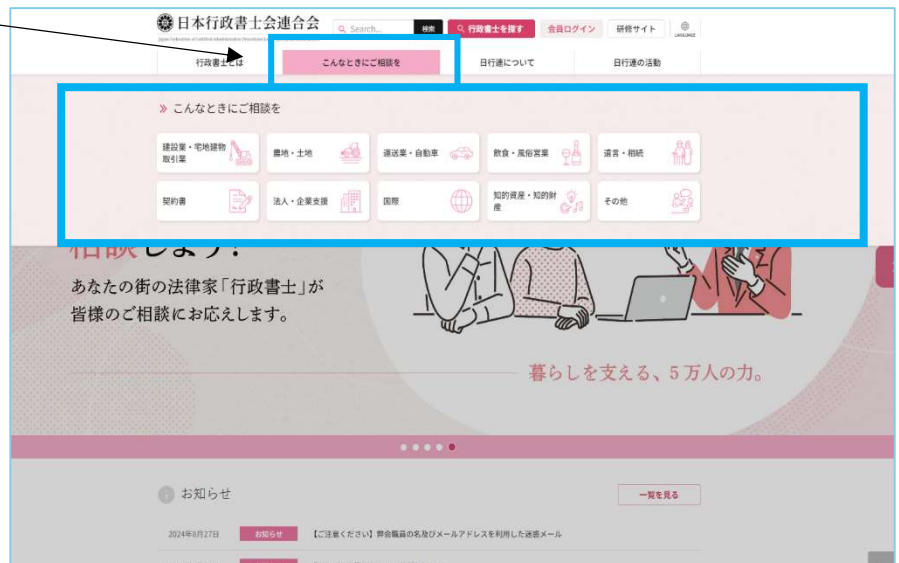 日本行政書士会連合会
Search...
検索
行政書士を探す
会員ログイン
研修サイト
LANGUAGE
行政書士とは
こんなときにご相談を
日行連について
日行連の活動
こんなときにご相談を
建設業・宅地建物
取引業
農地・土地
運送業・自動車
飲食・風俗営業
遺言・相続
契約書
法人・企業支援
国際
知的資産・知的財
産
その他
相談しよう!
あなたの街の法律家「行政書士」が
皆様のご相談にお応えします。
暮らしを支える、5万人の力。
お知らせ
一覧を見る
2024年8月27日
お知らせ
【ご注意ください】弊会職員の名及びメールアドレスを利用した迷惑メール